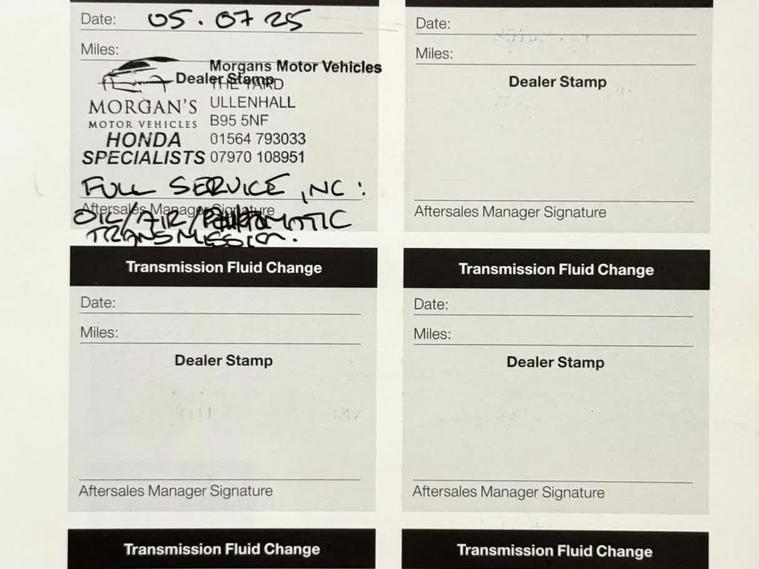 Date: 05.07 25
Miles:
Morgans Motor Vehicles
Dealer Stamp
THE YARD
MORGAN'S
MOTOR VEHICLES
HONDA
SPECIALISTS
ULLENHALL
B95 5NF
01564 793033
07970 108951
FULL SERVICE, INC:
Aftersales Manager Signature
OIL/AIR/ AUTOMATIC
TRANSMISSION.
Date:
Miles:
Dealer Stamp
Aftersales Manager Signature
Transmission Fluid Change
Date:
Miles:
Dealer Stamp
Aftersales Manager Signature
Transmission Fluid Change
Date:
Miles:
Dealer Stamp
Aftersales Manager Signature
Transmission Fluid Change
Transmission Fluid Change